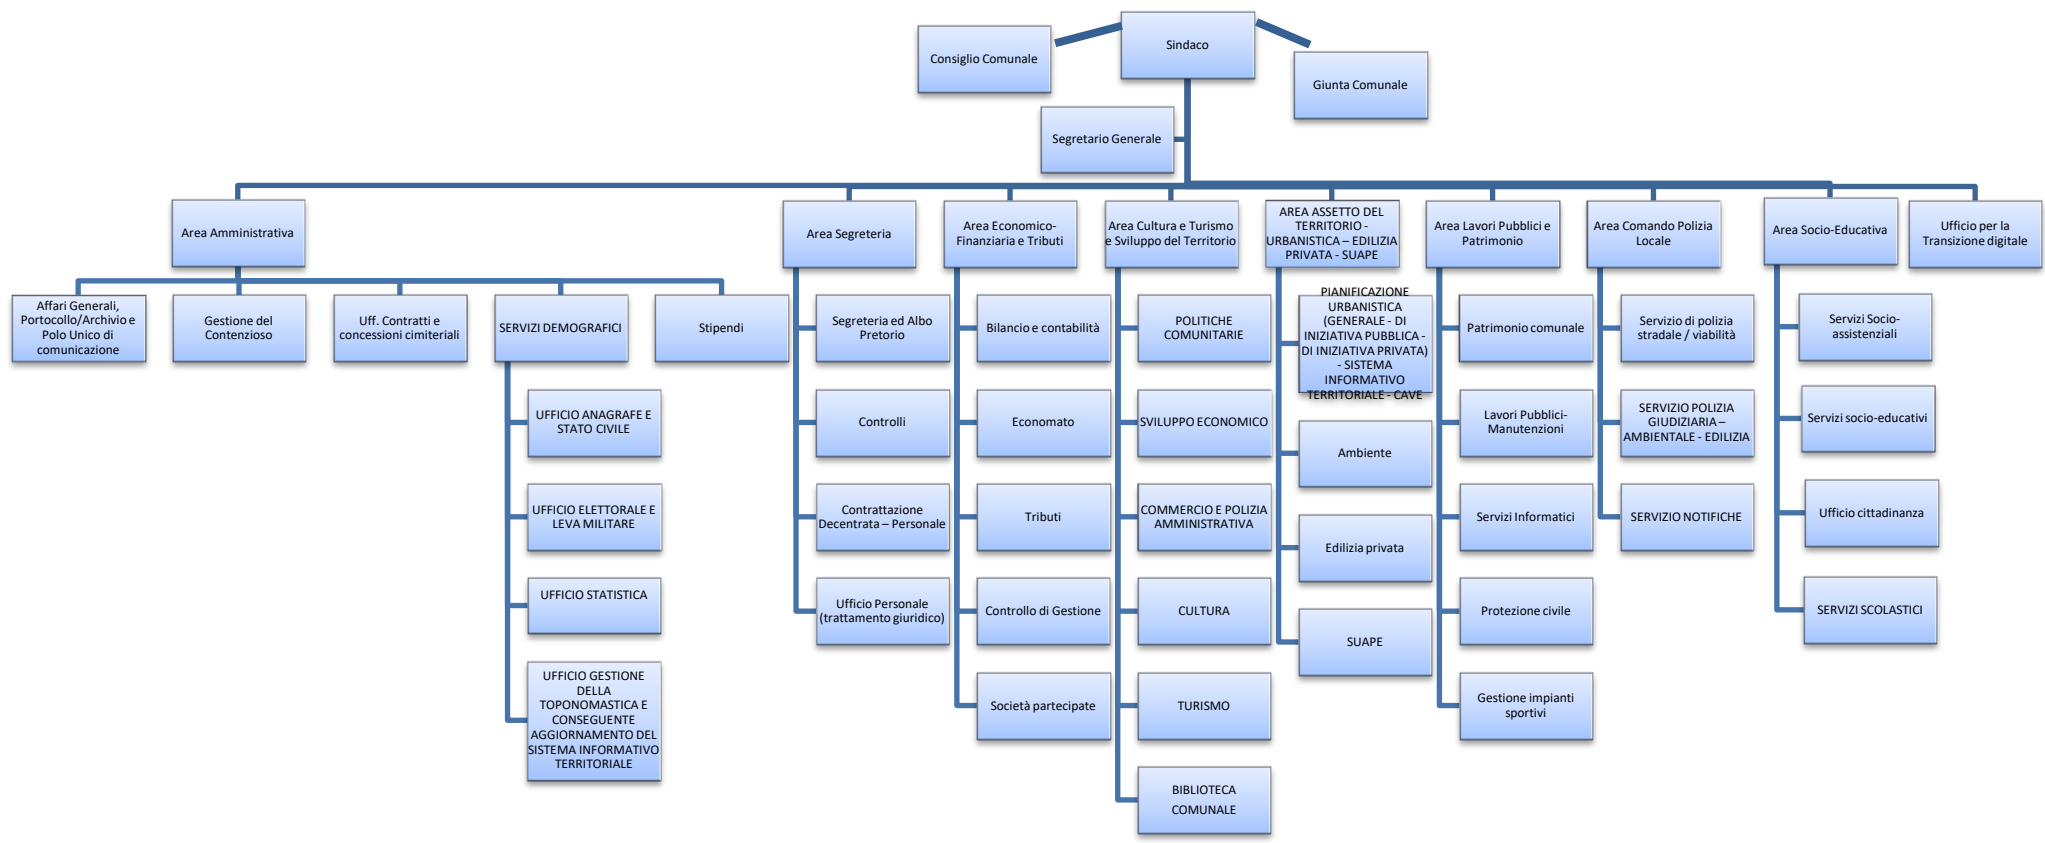 Sindaco
Consiglio Comunale
Giunta Comunale
Segretario Generale
Area Amministrativa
Affari Generali,
Portocollo/Archivio e
Polo Unico di
comunicazione
Gestione del
Contenzioso
Uff. Contratti e
concessioni cimiteriali
SERVIZI DEMOGRAFICI
UFFICIO ANAGRAFE E
STATO CIVILE
UFFICIO ELETTORALE E
LEVA MILITARE
UFFICIO STATISTICA
UFFICIO GESTIONE
DELLA
TOPONOMASTICA E
CONSEGUENTE
AGGIORNAMENTO DEL
SISTEMA INFORMATIVO
TERRITORIALE
Stipendi
Area Segreteria
Segreteria ed Albo
Pretorio
Controlli
Contrattazione
Decentrata – Personale
Ufficio Personale
(trattamento giuridico)
Area Economico-
Finanziaria e Tributi
Bilancio e contabilità
Economato
Tributi
Controllo di Gestione
Società partecipate
Area Cultura e Turismo
e Sviluppo del Territorio
POLITICHE
COMUNITARIE
SVILUPPO ECONOMICO
COMMERCIO E POLIZIA
AMMINISTRATIVA
CULTURA
TURISMO
BIBLIOTECA
COMUNALE
AREA ASSETTO DEL
TERRITORIO -
URBANISTICA – EDILIZIA
PRIVATA - SUAPE
PIANIFICAZIONE
URBANISTICA
(GENERALE - DI
INIZIATIVA PUBBLICA -
DI INIZIATIVA PRIVATA)
- SISTEMA
INFORMATIVO
TERRITORIALE - CAVE
Ambiente
Edilizia privata
SUAPE
Area Lavori Pubblici e
Patrimonio
Patrimonio comunale
Lavori Pubblici-
Manutenzioni
Servizi Informatici
Protezione civile
Gestione impianti
sportivi
Area Comando Polizia
Locale
Servizio di polizia
stradale / viabilità
SERVIZIO POLIZIA
GIUDIZIARIA –
AMBIENTALE - EDILIZIA
SERVIZIO NOTIFICHE
Area Socio-Educativa
Servizi Socio-
assistenziali
Servizi socio-educativi
Ufficio cittadinanza
SERVIZI SCOLASTICI
Ufficio per la
Transizione digitale